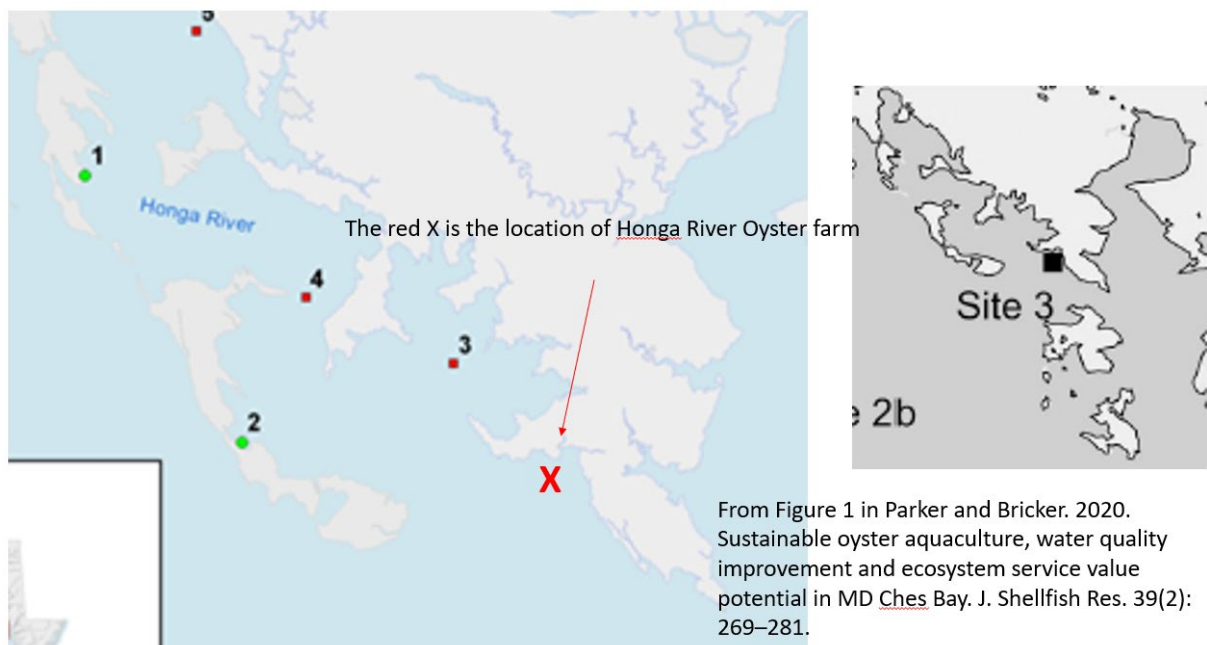 5
1
Honga River
The red X is the location of Honga River Oyster farm
4
3
2
X
Site 3
e 2b
From Figure 1 in Parker and Bricker. 2020.
Sustainable oyster aquaculture, water quality
improvement and ecosystem service value
potential in MD Ches Bay. J. Shellfish Res. 39(2):
269–281.